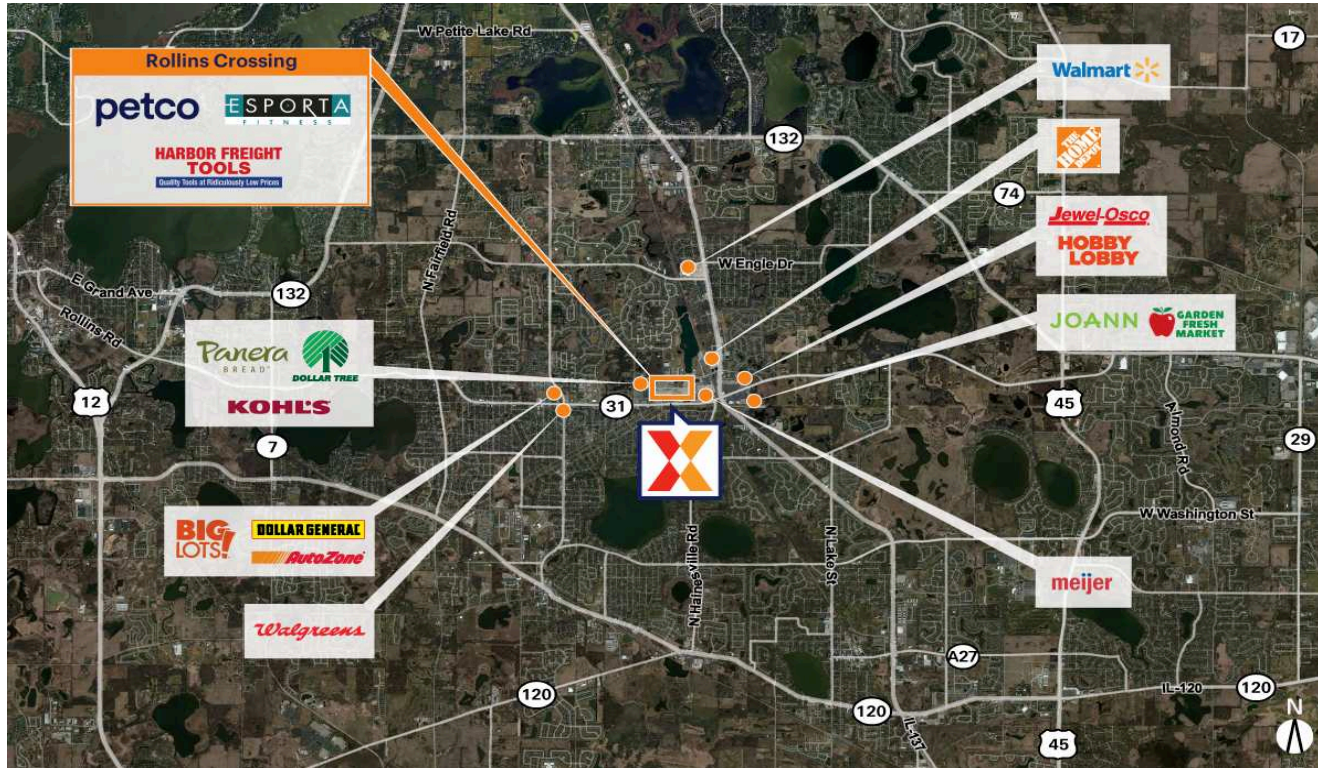 W Petite Lake Rd
17
Rollins Crossing
petco
ESPORTA
FITNESS
HARBOR FREIGHT
TOOLS
Quality Tools at Ridiculously Low Prices
Walmart
132
THE
HOME
DEPOT
74
Jewel-Osco
HOBBY
LOBBY
N Fairfield Rd
W Engle Dr
E Grand Ave
132
Rollins Rd
JOANN
GARDEN
FRESH
MARKET
Panera
BREAD
DOLLAR TREE
KOHL'S
12
31
45
7
Almond Rd
29
BIG
LOTS!
DOLLAR GENERAL
AutoZone
W Washington St
N Hainesville Rd
N Lake St
meijer
Walgreens
A27
120
IL-120
120
120
IL-137
45
N